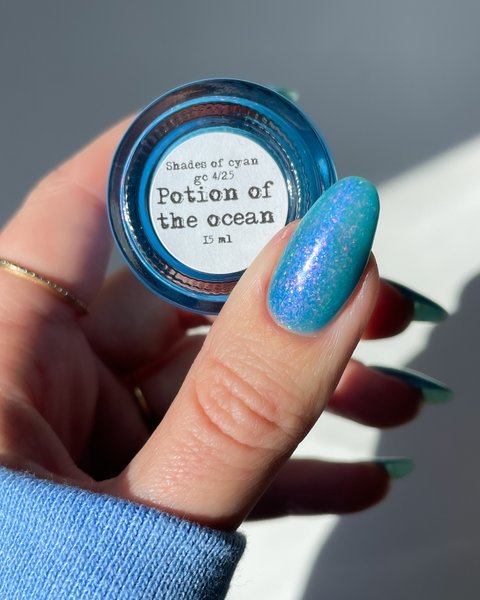 Shades of cyan
gc 4/25
Potion of
the ocean
15 ml